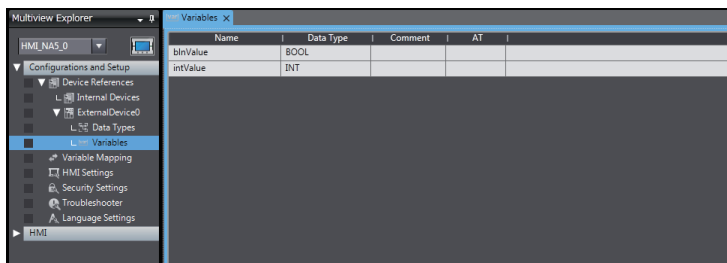 Multiview Explorer
HMI_NA5_0
Configurations and Setup
Device References
Internal Devices
ExternalDevice0
Data Types
Variables
Variable Mapping
HMI Settings
Security Settings
Troubleshooter
Language Settings
HMI
Variables x
Name | Data Type | Comment | AT |
blnValue BOOL
intValue INT